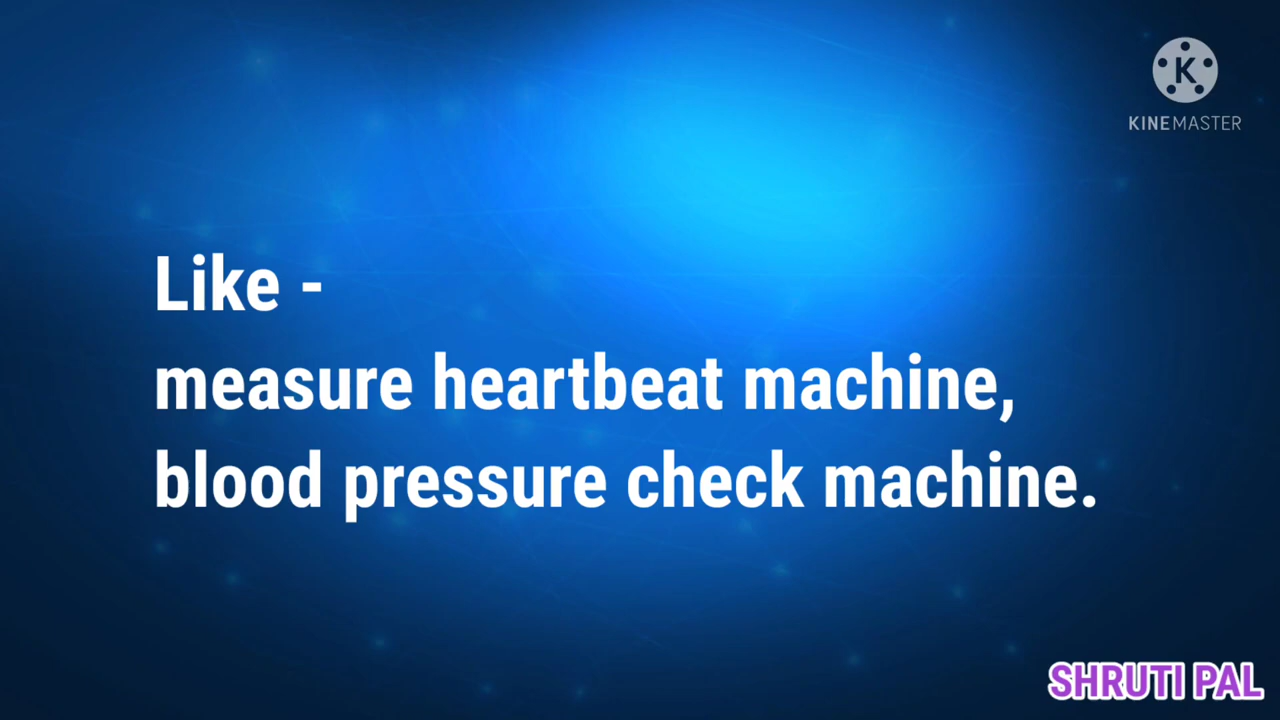 K
KINEMASTER
Like -
measure heartbeat machine,
blood pressure check machine.
SHRUTI PAL